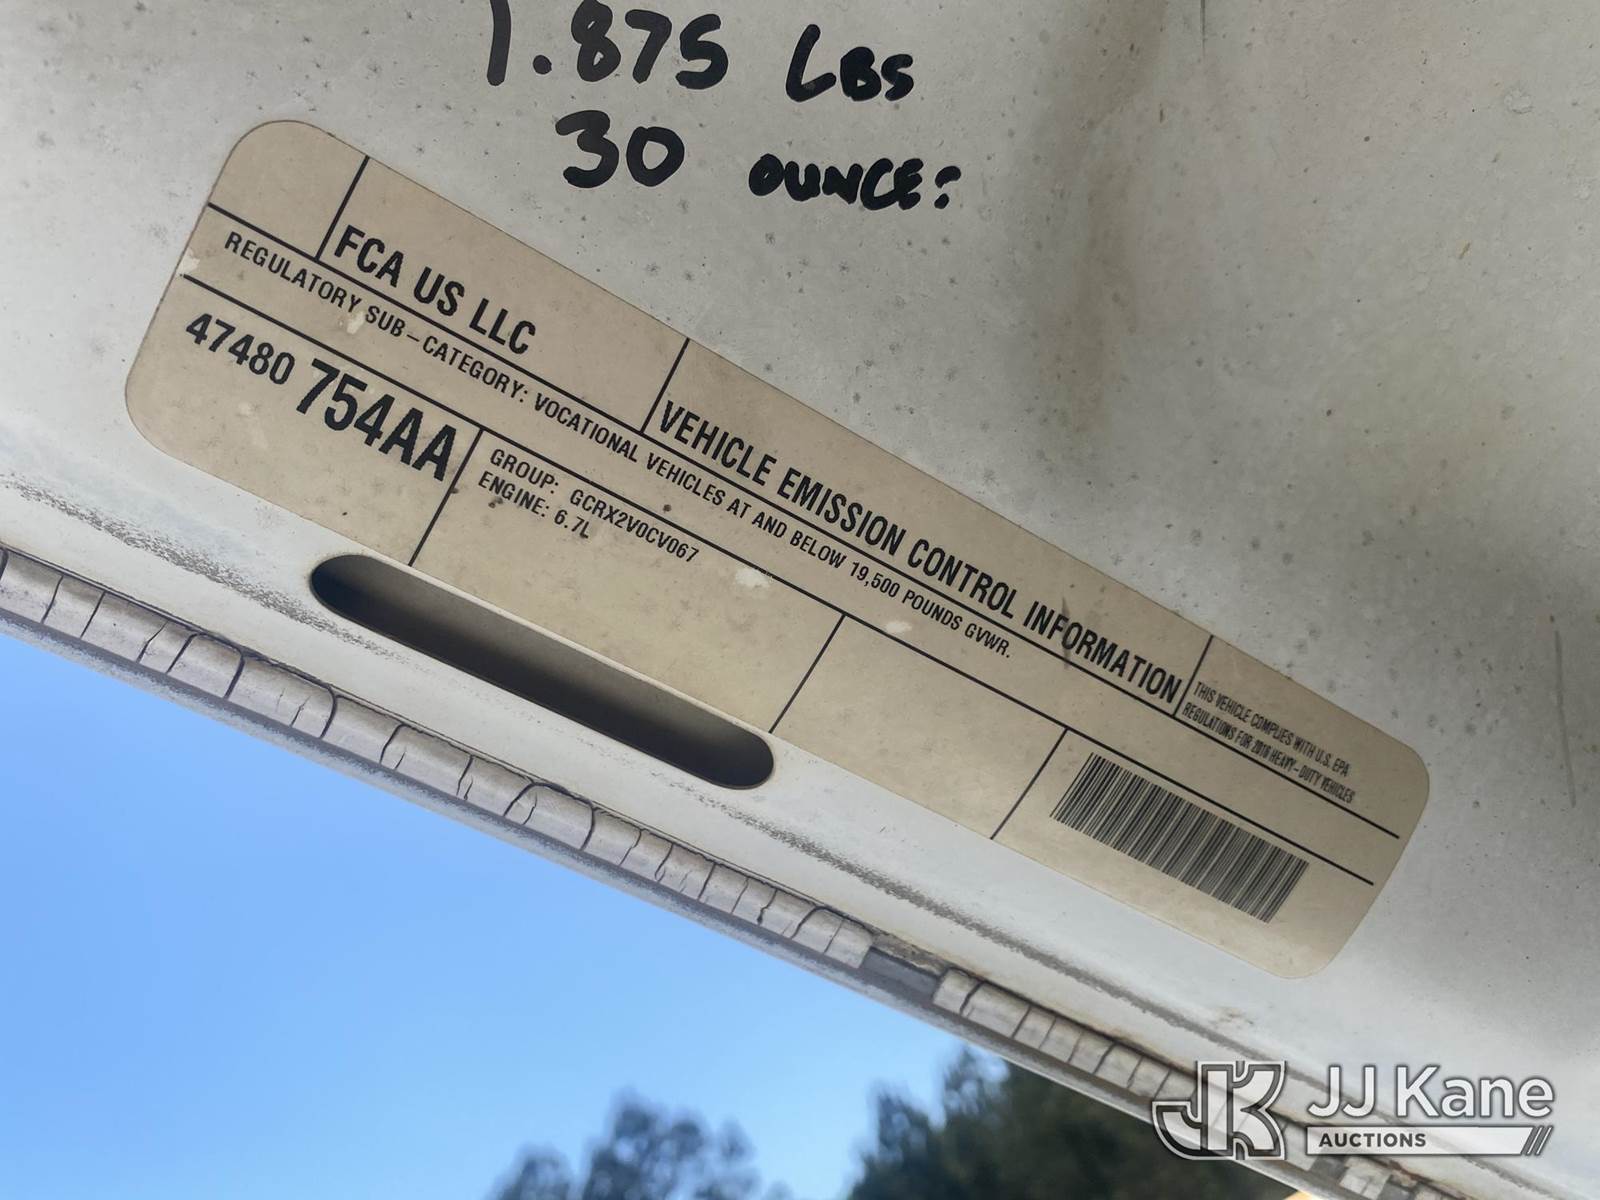 1.875 LBS
30 OUNCE:
FCA US LLC
VEHICLE EMISSION CONTROL INFORMATION
THIS VEHICLE COMPLIES WITH U.S. EPA
REGULATIONS FOR 2016 HEAVY-DUTY VEHICLES
REGULATORY SUB-CATEGORY: VOCATIONAL VEHICLES AT AND BELOW 19,500 POUNDS GVWR.
47480 754AA
GROUP: GCRX2V0CV067
ENGINE: 6.7L
JK JJ Kane
AUCTIONS